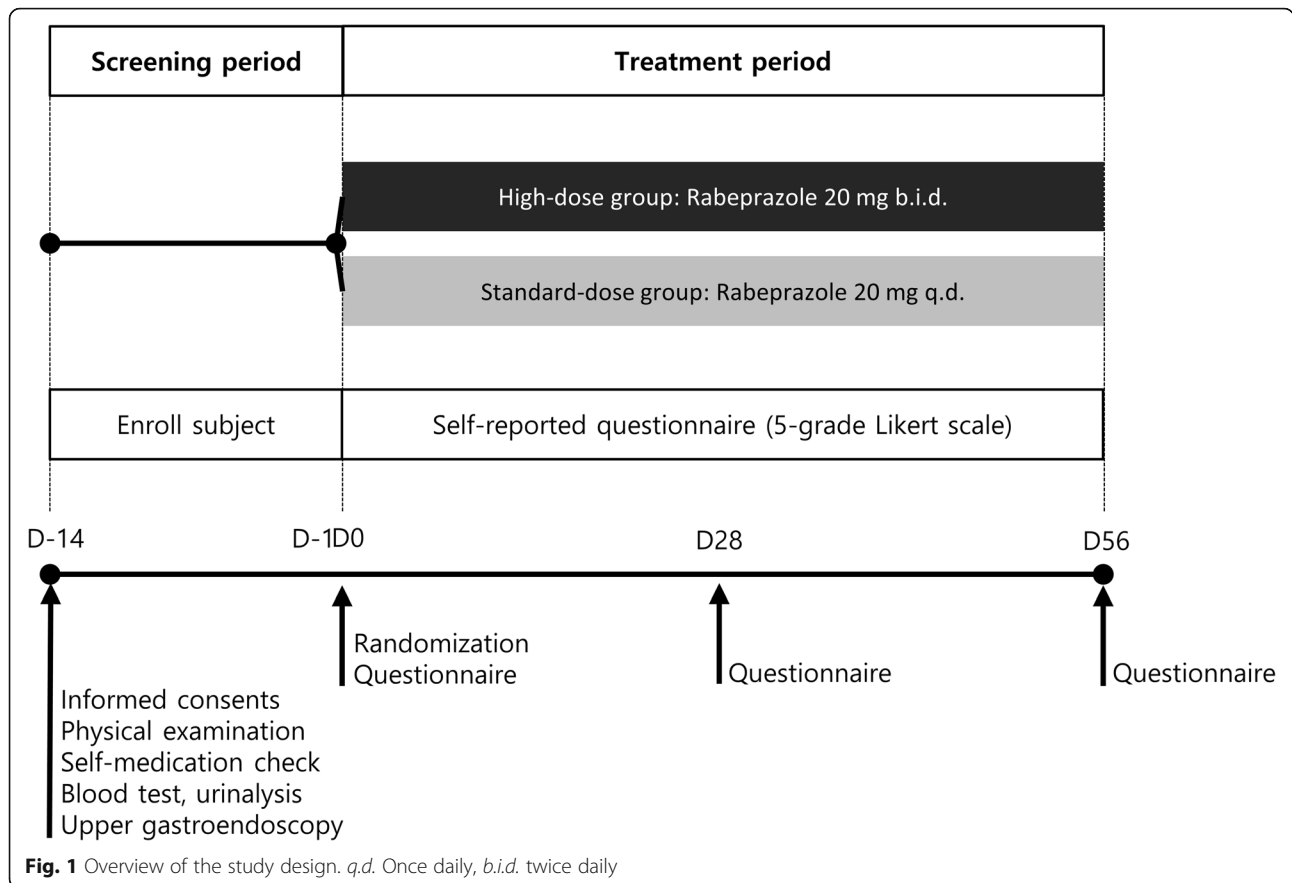 Screening period
Treatment period
High-dose group: Rabeprazole 20 mg b.i.d.
Standard-dose group: Rabeprazole 20 mg q.d.
Enroll subject
Self-reported questionnaire (5-grade Likert scale)
D-14
D-1D0
D28
D56
Randomization
Questionnaire
Questionnaire
Questionnaire
Informed consents
Physical examination
Self-medication check
Blood test, urinalysis
Upper gastroendoscopy
Fig. 1 Overview of the study design. q.d. Once daily, b.i.d. twice daily